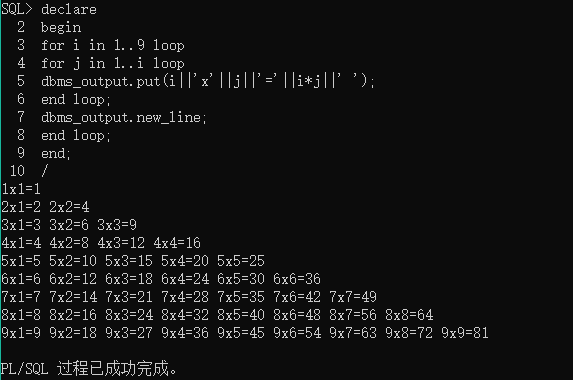 SQL> declare
2 begin
3 for i in 1..9 loop
4 for j in 1..i loop
5 dbms_output.put(i||'x'||j||'='||i*j||' ');
6 end loop;
7 dbms_output.new_line;
8 end loop;
9 end;
10 /
1x1=1
2x1=2 2x2=4
3x1=3 3x2=6 3x3=9
4x1=4 4x2=8 4x3=12 4x4=16
5x1=5 5x2=10 5x3=15 5x4=20 5x5=25
6x1=6 6x2=12 6x3=18 6x4=24 6x5=30 6x6=36
7x1=7 7x2=14 7x3=21 7x4=28 7x5=35 7x6=42 7x7=49
8x1=8 8x2=16 8x3=24 8x4=32 8x5=40 8x6=48 8x7=56 8x8=64
9x1=9 9x2=18 9x3=27 9x4=36 9x5=45 9x6=54 9x7=63 9x8=72 9x9=81
PL/SQL 过程已成功完成。